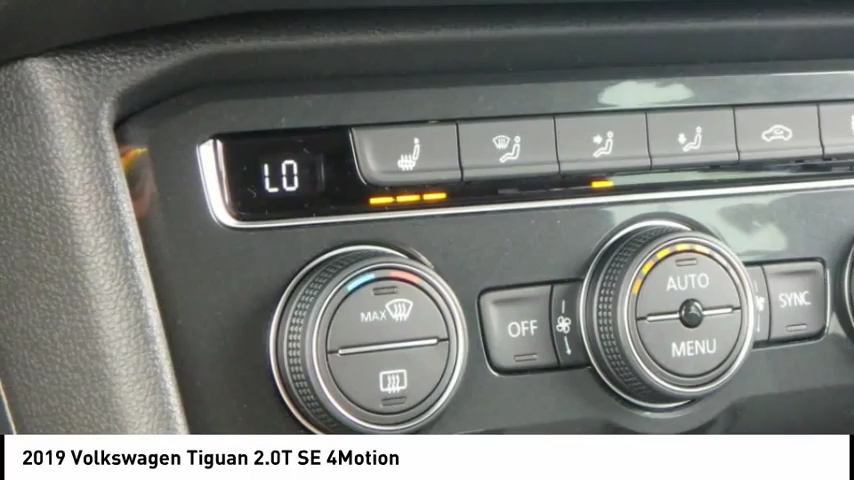 LO
MAX
OFF
AUTO
MENU
SYNC
2019 Volkswagen Tiguan 2.0T SE 4Motion